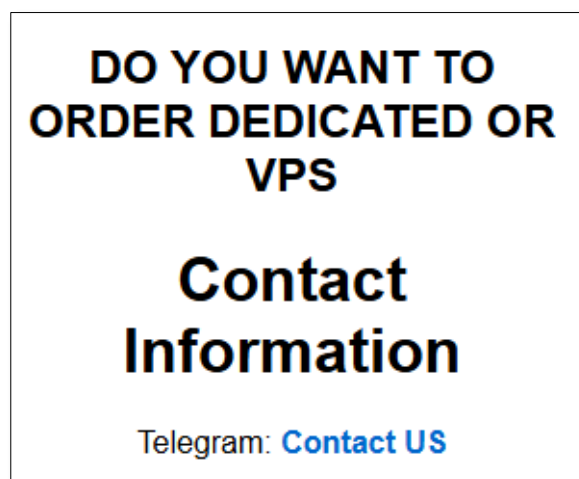 DO YOU WANT TO
ORDER DEDICATED OR
VPS
Contact
Information
Telegram: Contact US